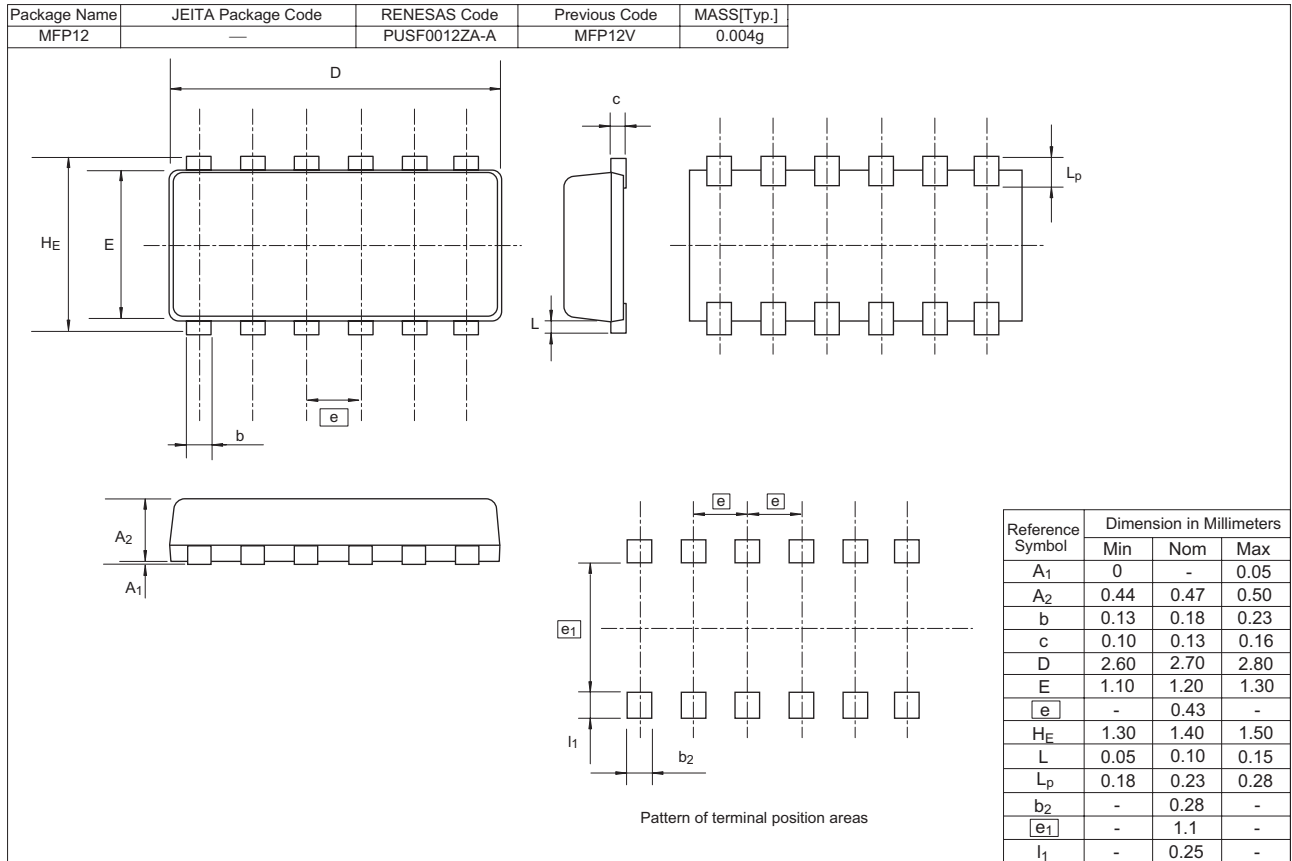 Package Name JEITA Package Code RENESAS Code Previous Code MASS[Typ.]
MFP12 — PUSF0012ZA-A MFP12V 0.004g
D
c
HE
E
L
Lp
e
b
A2
A1
e e
e1
l1
b2
Pattern of terminal position areas
Reference Symbol Dimension in Millimeters
Min Nom Max
A1 0 - 0.05
A2 0.44 0.47 0.50
b 0.13 0.18 0.23
c 0.10 0.13 0.16
D 2.60 2.70 2.80
E 1.10 1.20 1.30
e - 0.43 -
HE 1.30 1.40 1.50
L 0.05 0.10 0.15
Lp 0.18 0.23 0.28
b2 - 0.28 -
e1 - 1.1 -
l1 - 0.25 -